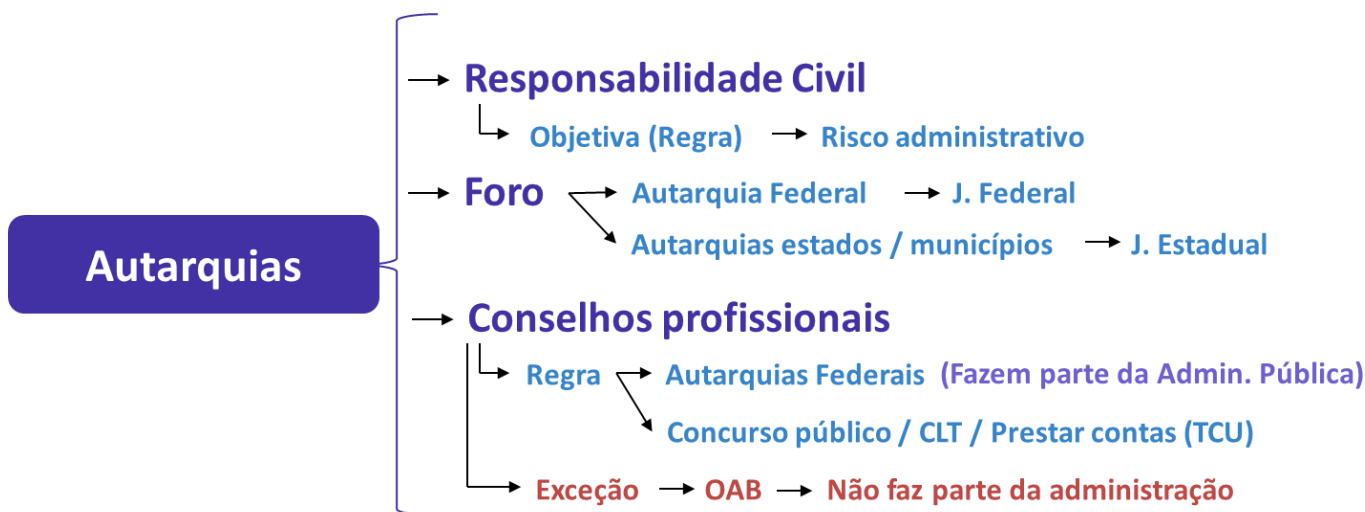 Responsabilidade Civil
Objetiva (Regra) Risco administrativo
Foro Autarquia Federal J. Federal
Autarquias estados / municípios J. Estadual
Autarquias
Conselhos profissionais
Regra Autarquias Federais (Fazem parte da Admin. Pública)
Concurso público / CLT / Prestar contas (TCU)
Exceção OAB Não faz parte da administração